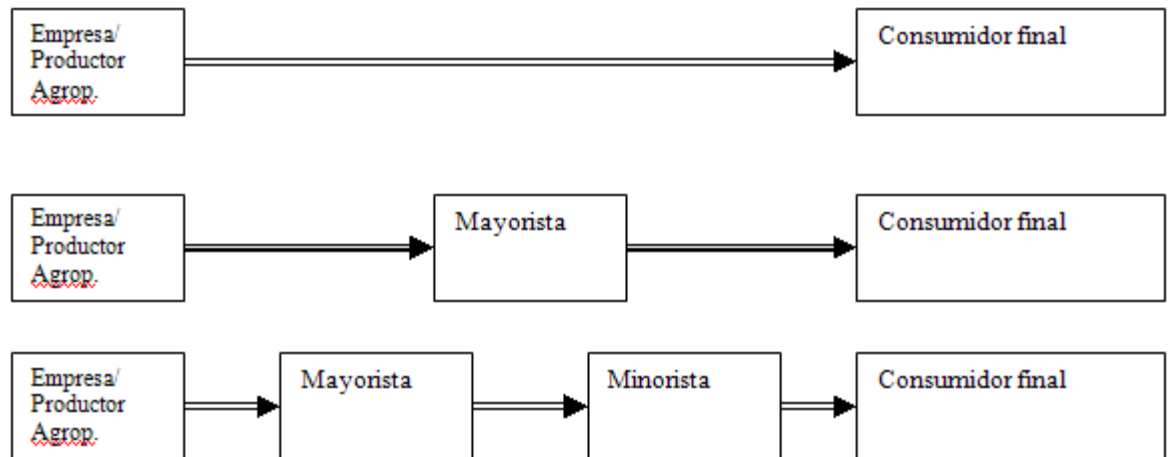 Empresa/
Productor
Agrop.
Consumidor final
Empresa/
Productor
Agrop.
Mayorista
Consumidor final
Empresa/
Productor
Agrop.
Mayorista
Minorista
Consumidor final